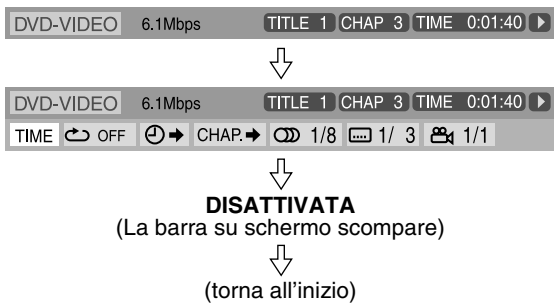 DVD-VIDEO 6.1Mbps TITLE 1 CHAP 3 TIME 0:01:40
DVD-VIDEO 6.1Mbps TITLE 1 CHAP 3 TIME 0:01:40
TIME OFF CHAP. 1/8 1/ 3 1/1
DISATTIVATA
(La barra su schermo scompare)
(torna all'inizio)